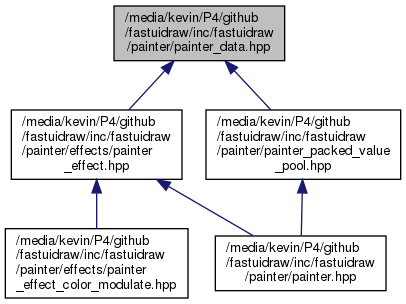 /media/kevin/P4/github
/fastuidraw/inc/fastuidraw
/painter/painter_data.hpp
/media/kevin/P4/github
/fastuidraw/inc/fastuidraw
/painter/effects/painter
_effect.hpp
/media/kevin/P4/github
/fastuidraw/inc/fastuidraw
/painter/painter_packed_value
_pool.hpp
/media/kevin/P4/github
/fastuidraw/inc/fastuidraw
/painter/effects/painter
_effect_color_modulate.hpp
/media/kevin/P4/github
/fastuidraw/inc/fastuidraw
/painter/painter.hpp